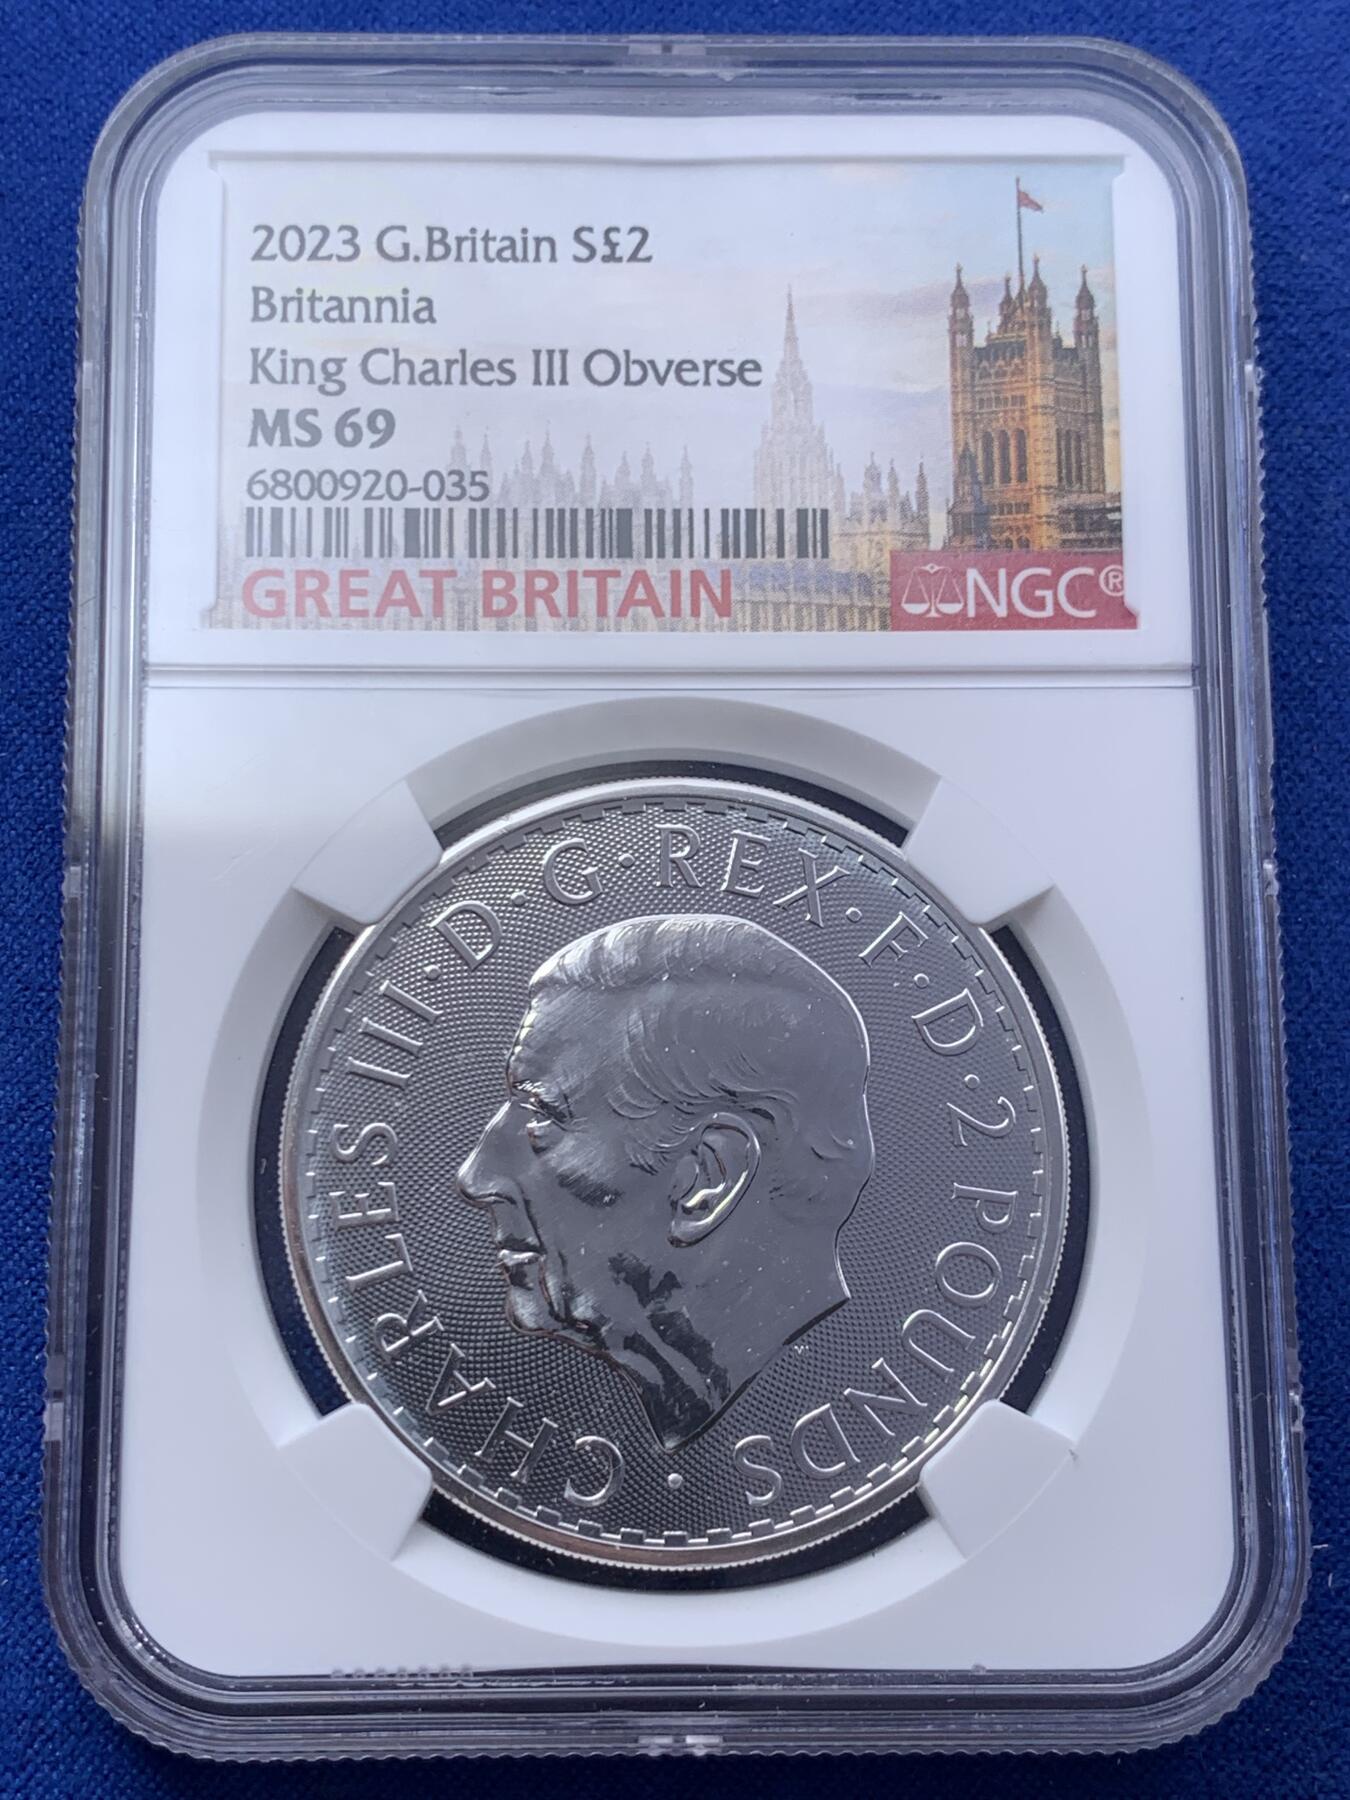 2023 G.Britain S£2
Britannia
King Charles III Obverse
MS 69
6800920-035
GREAT BRITAIN
NGC®
CHARLES III · D · G · REX · F · D · 2 POUNDS ·